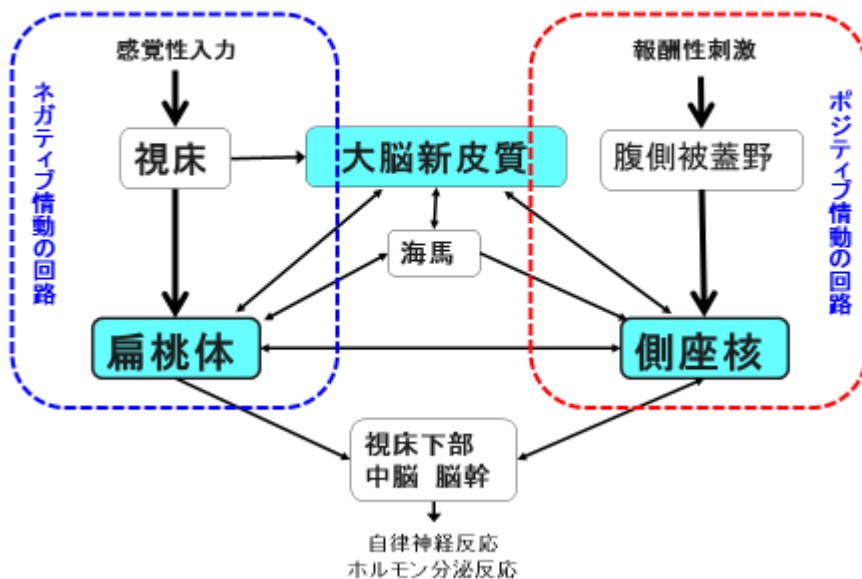 感覚性入力
報酬性刺激
ネガティブ情動の回路
視床
大脳新皮質
腹側被蓋野
ポジティブ情動の回路
海馬
扁桃体
側座核
視床下部
中脳 脳幹
自律神経反応
ホルモン分泌反応